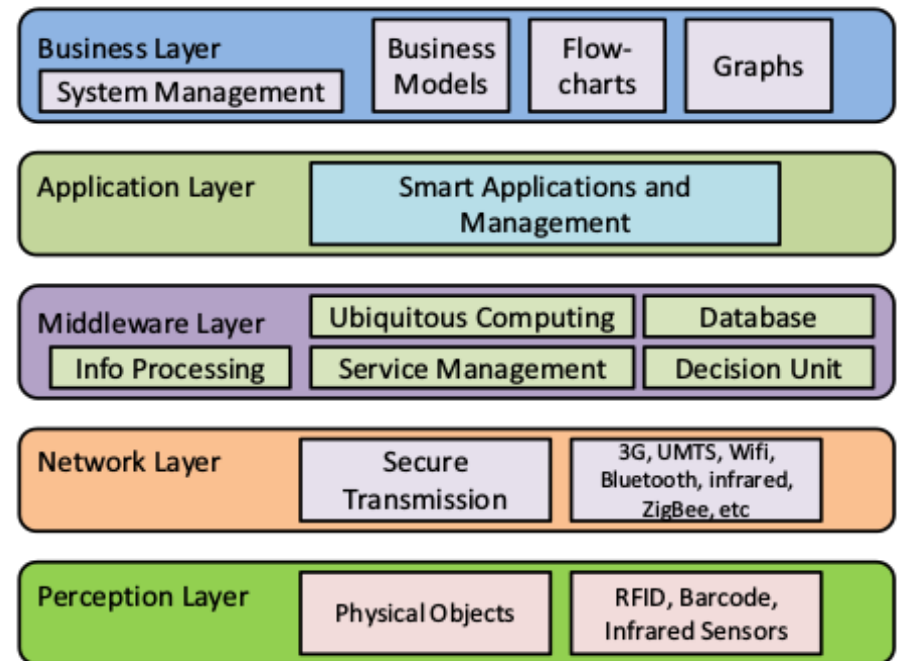 Business Layer
System Management
Business
Models
Flow-
charts
Graphs
Application Layer
Smart Applications and
Management
Middleware Layer
Ubiquitous Computing
Database
Info Processing
Service Management
Decision Unit
Network Layer
Secure
Transmission
3G, UMTS, Wifi,
Bluetooth, infrared,
ZigBee, etc
Perception Layer
Physical Objects
RFID, Barcode,
Infrared Sensors